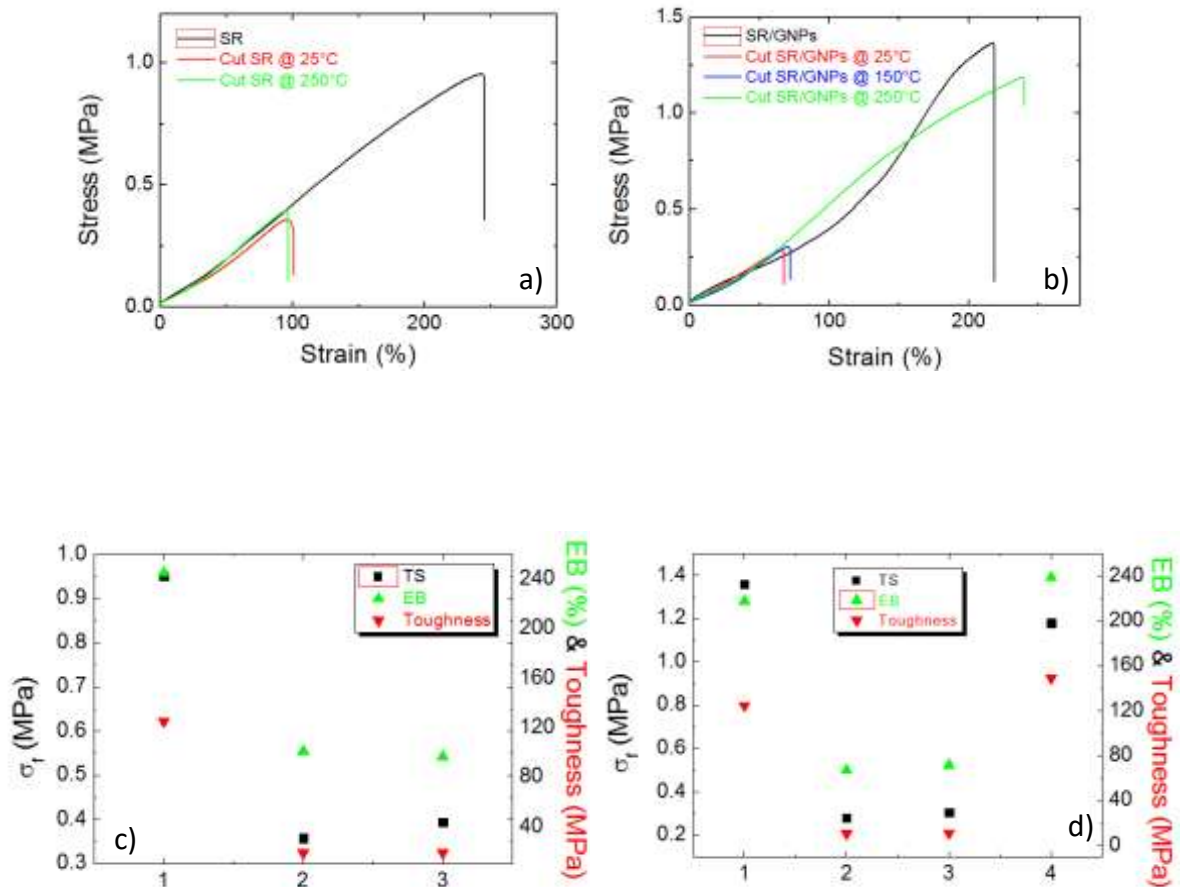 SR
Cut SR @ 25°C
Cut SR @ 250°C
1.0
0.5
0.0
0
100
200
300
Stress (MPa)
Strain (%)
a)
SR/GNPs
Cut SR/GNPs @ 25°C
Cut SR/GNPs @ 150°C
Cut SR/GNPs @ 250°C
1.5
1.0
0.5
0.0
0
100
200
Stress (MPa)
Strain (%)
b)
TS
EB
Toughness
1.0
0.9
0.8
0.7
0.6
0.5
0.4
0.3
240
200
160
120
80
40
1
2
3
σf (MPa)
EB (%) & Toughness (MPa)
c)
TS
EB
Toughness
1.4
1.2
1.0
0.8
0.6
0.4
0.2
240
200
160
120
80
40
0
1
2
3
4
σf (MPa)
EB (%) & Toughness (MPa)
d)